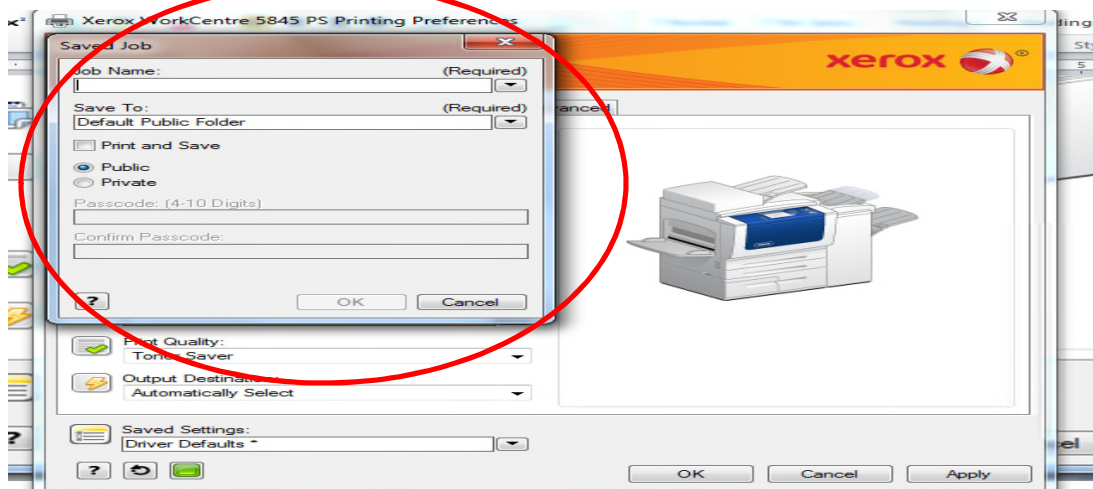 Xerox WorkCentre 5845 PS Printing Preferences
Saved Job
xerox
®
Job Name: (Required)
Save To: (Required)
Default Public Folder
Print and Save
Public
Private
Passcode: (4-10 Digits)
Confirm Passcode:
? OK Cancel
Print Quality:
Toner Saver
Output Destination:
Automatically Select
Saved Settings:
Driver Defaults *
? OK Cancel Apply